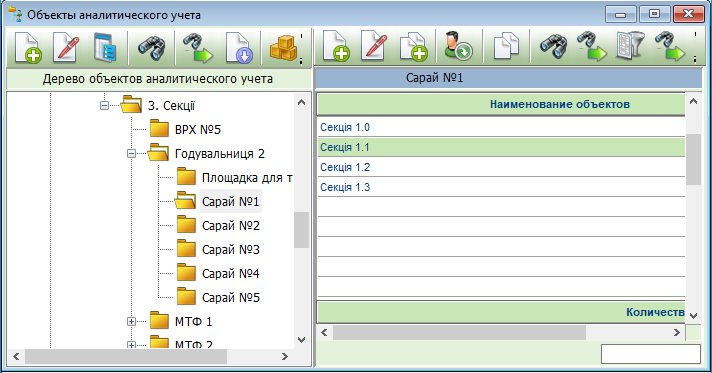 Объекты аналитического учета
Дерево объектов аналитического учета
3. Секції
ВРХ №5
Годувальниця 2
Площадка для т
Сарай №1
Сарай №2
Сарай №3
Сарай №4
Сарай №5
МТФ 1
МТФ 2
Сарай №1
Наименование объектов
Секція 1.0
Секція 1.1
Секція 1.2
Секція 1.3
Количеств